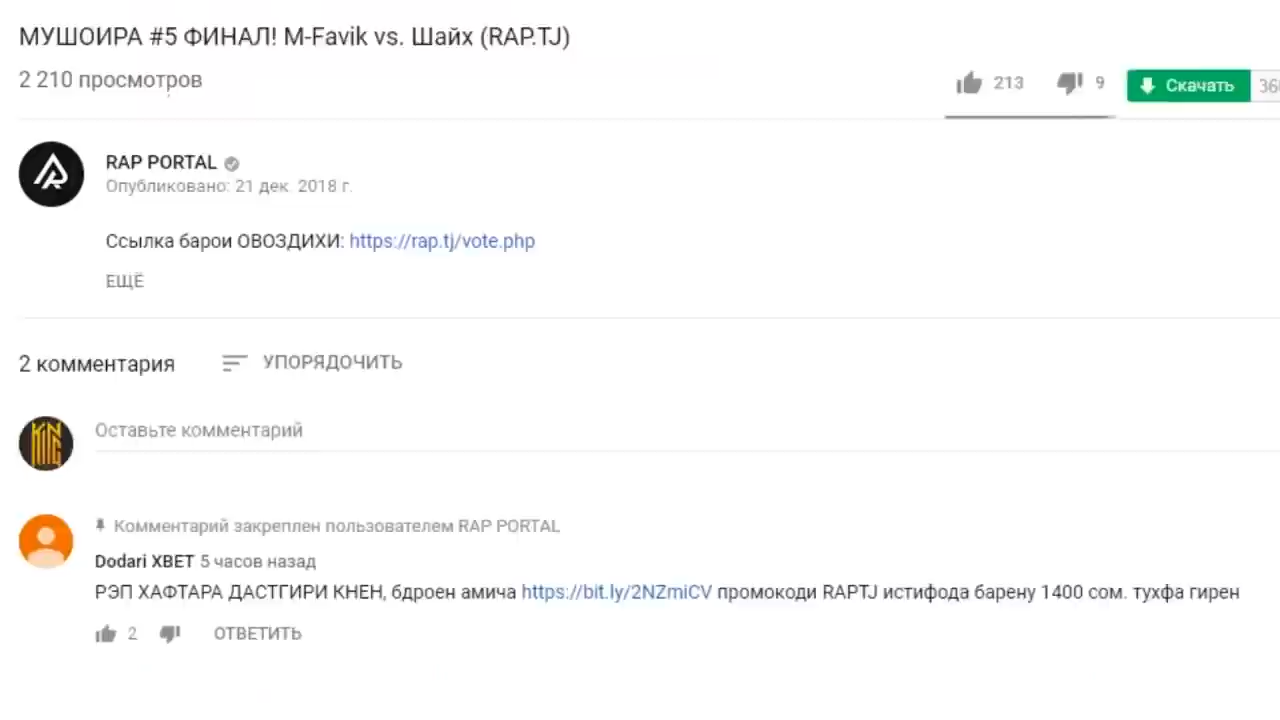 МУШОИРА #5 ФИНАЛ! M-Favik vs. Шайх (RAP.TJ)
2 210 просмотров
213 9 Скачать 36
RAP PORTAL
Опубликовано: 21 дек. 2018 г.
Ссылка барои ОВОЗДИХИ: https://rap.tj/vote.php
ЕЩЁ
2 комментария УПОРЯДОЧИТЬ
KING
Оставьте комментарий
Комментарий закреплен пользователем RAP PORTAL
Dodari XBET 5 часов назад
РЭП ХАФТАРА ДАСТГИРИ КНЕН, бдроен амича https://bit.ly/2NZmiCV промокоди RAPTJ истифода барену 1400 сом. тухфа гирен
2 ОТВЕТИТЬ